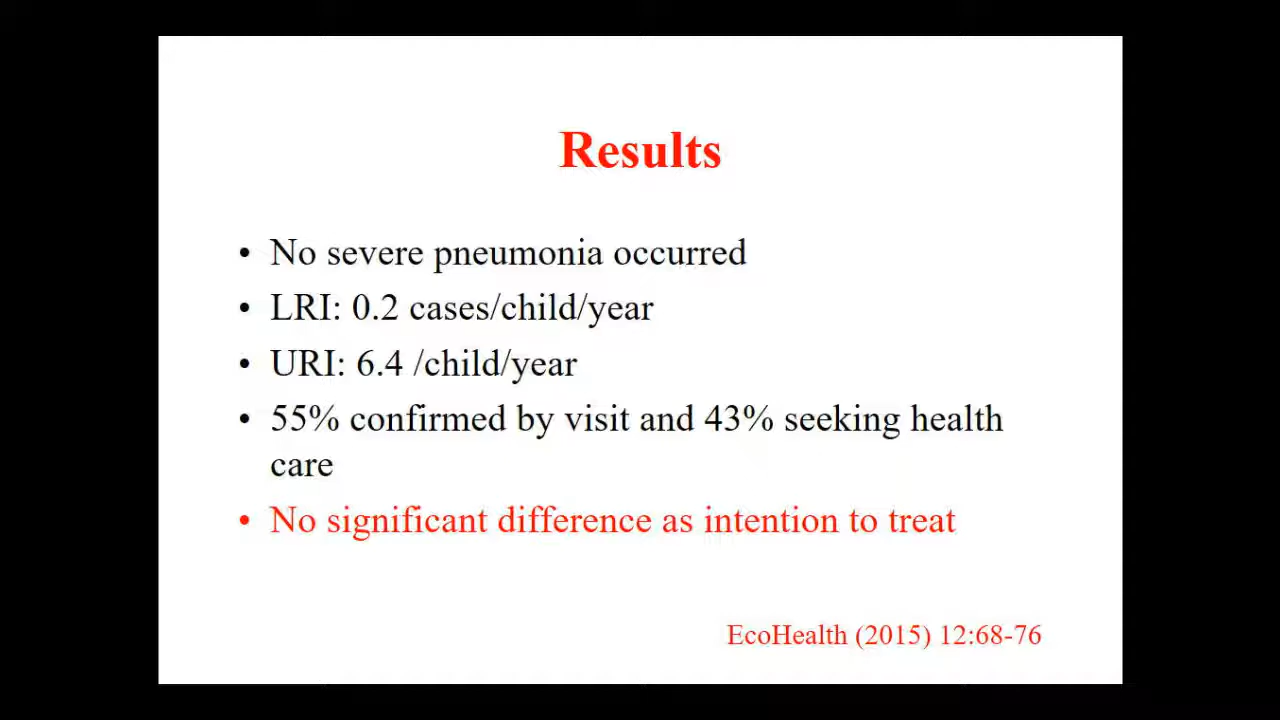 Results
• No severe pneumonia occurred
• LRI: 0.2 cases/child/year
• URI: 6.4 /child/year
• 55% confirmed by visit and 43% seeking health
care
• No significant difference as intention to treat
EcoHealth (2015) 12:68-76